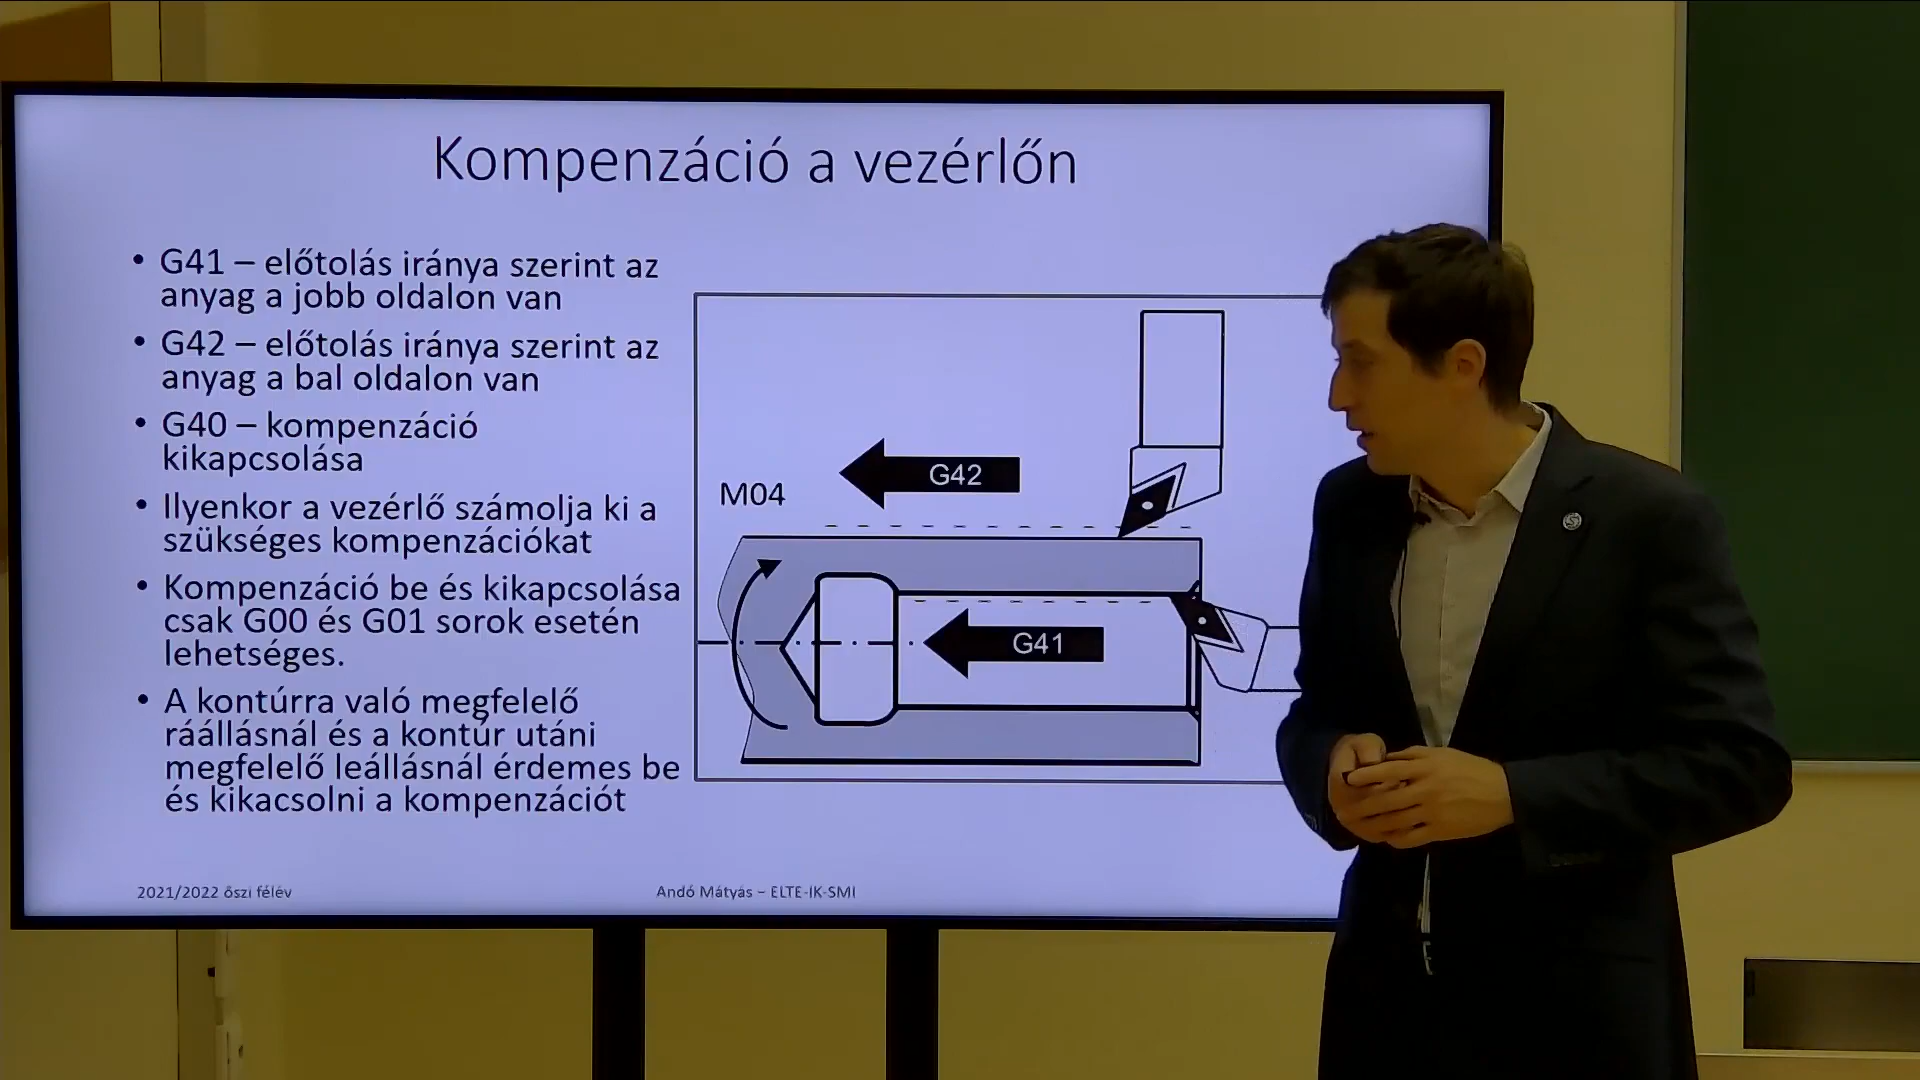 Kompenzáció a vezérlőn
• G41 – előtolás iránya szerint az
anyag a jobb oldalon van
• G42 – előtolás iránya szerint az
anyag a bal oldalon van
• G40 – kompenzáció
kikapcsolása
• Ilyenkor a vezérlő számolja ki a
szükséges kompenzációkat
• Kompenzáció be és kikapcsolása
csak G00 és G01 sorok esetén
lehetséges.
• A kontúrra való megfelelő
ráállásnál és a kontúr utáni
megfelelő leállásnál érdemes be
és kikacsolni a kompenzációt
G42
M04
G41
2021/2022 őszi félév
Andó Mátyás – ELTE-IK-SMI